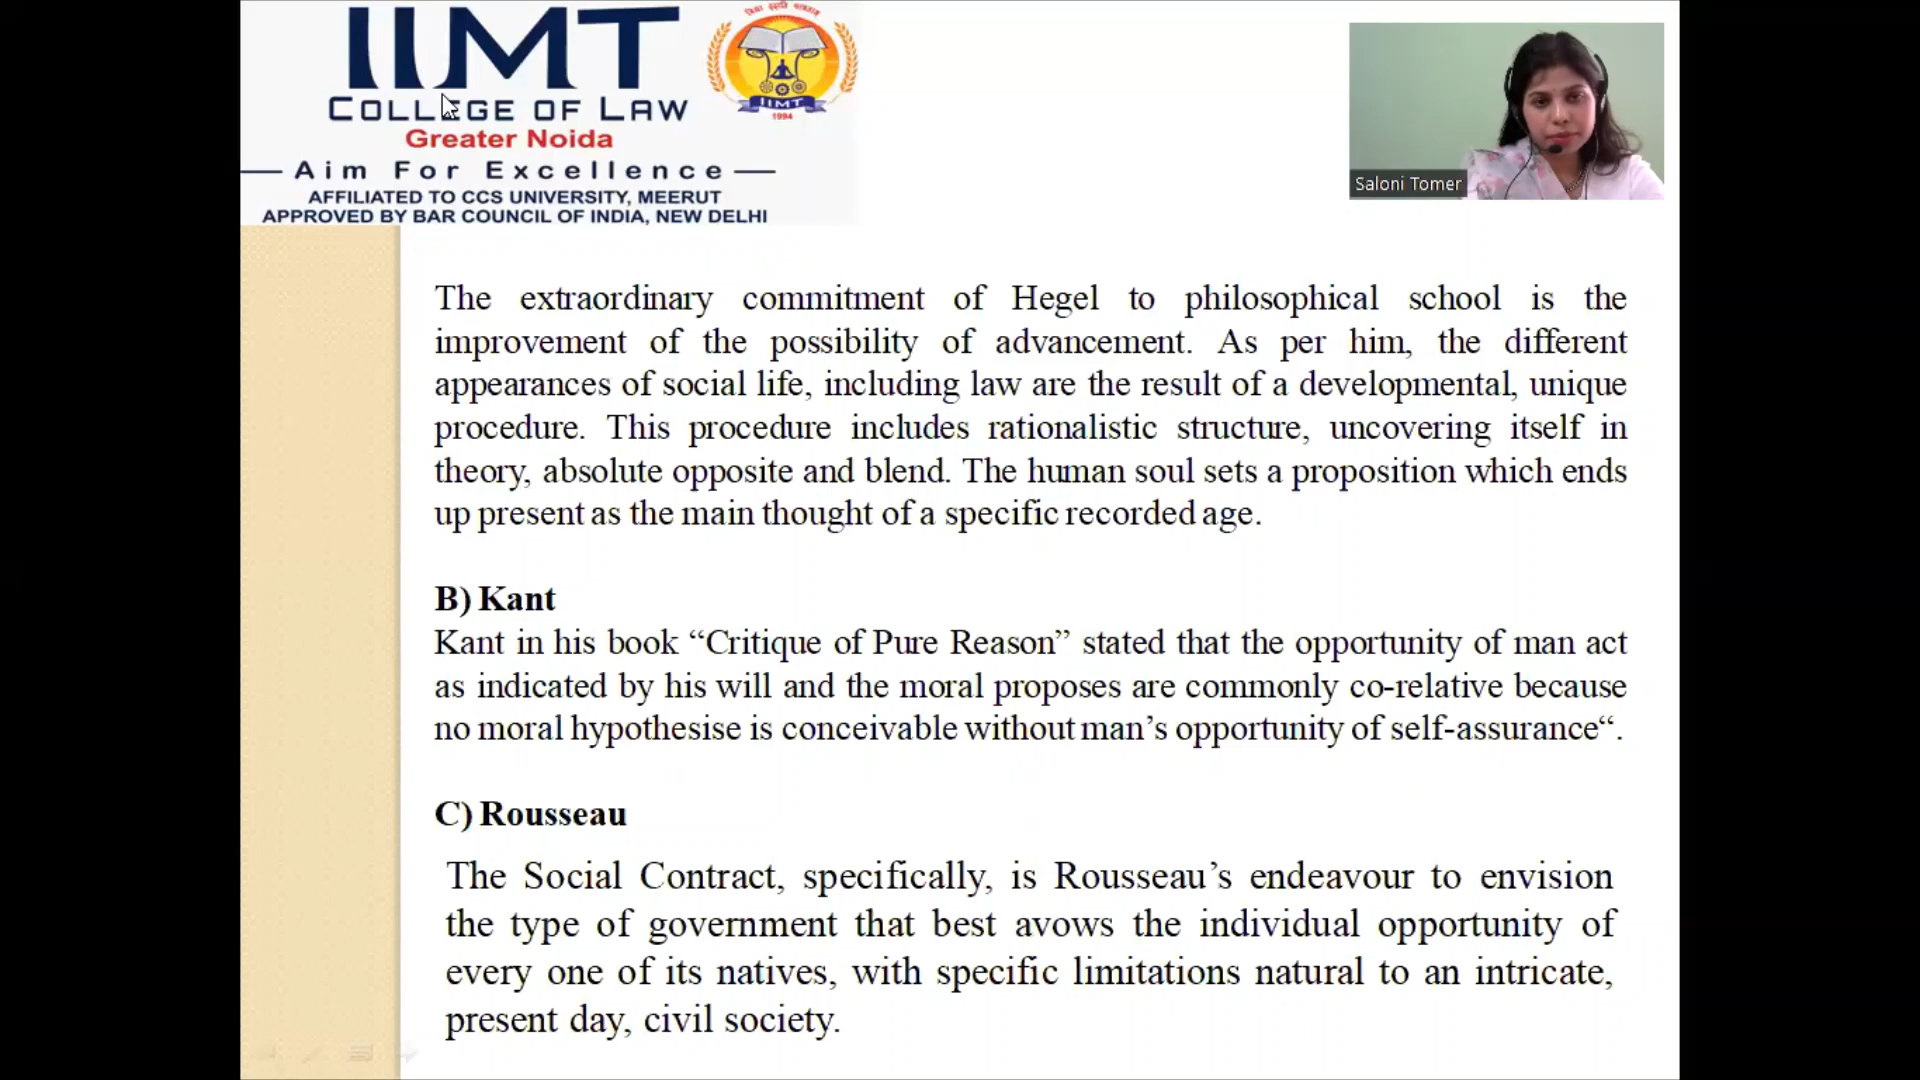 IIMT
COLLEGE OF LAW
Greater Noida
Aim For Excellence
AFFILIATED TO CCS UNIVERSITY, MEERUT
APPROVED BY BAR COUNCIL OF INDIA, NEW DELHI
IIMT
1994
Saloni Tomer
The extraordinary commitment of Hegel to philosophical school is the
improvement of the possibility of advancement. As per him, the different
appearances of social life, including law are the result of a developmental, unique
procedure. This procedure includes rationalistic structure, uncovering itself in
theory, absolute opposite and blend. The human soul sets a proposition which ends
up present as the main thought of a specific recorded age.
B) Kant
Kant in his book “Critique of Pure Reason” stated that the opportunity of man act
as indicated by his will and the moral proposes are commonly co-relative because
no moral hypothesise is conceivable without man’s opportunity of self-assurance“.
C) Rousseau
The Social Contract, specifically, is Rousseau’s endeavour to envision
the type of government that best avows the individual opportunity of
every one of its natives, with specific limitations natural to an intricate,
present day, civil society.